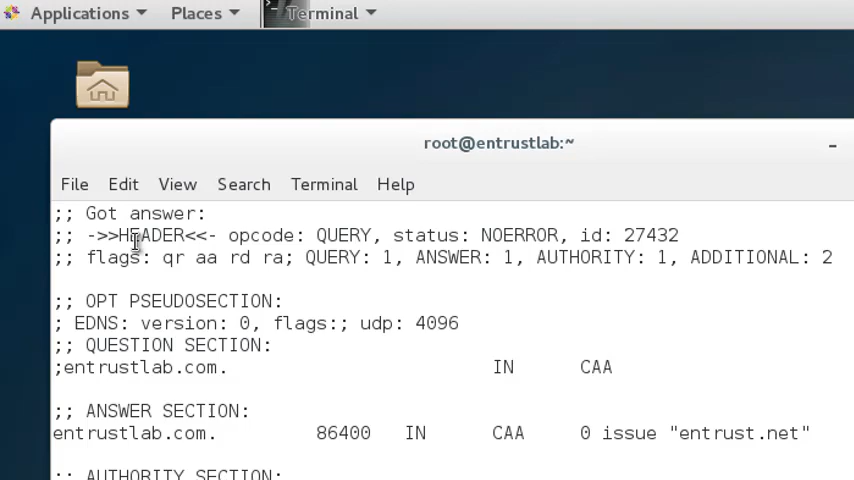 Applications Places Terminal
root@entrustlab:~
File Edit View Search Terminal Help
;; Got answer:
;; ->>HEADER<<- opcode: QUERY, status: NOERROR, id: 27432
;; flags: qr aa rd ra; QUERY: 1, ANSWER: 1, AUTHORITY: 1, ADDITIONAL: 2
;; OPT PSEUDOSECTION:
; EDNS: version: 0, flags:; udp: 4096
;; QUESTION SECTION:
;entrustlab.com. IN CAA
;; ANSWER SECTION:
entrustlab.com. 86400 IN CAA 0 issue "entrust.net"
;; AUTHORITY SECTION: